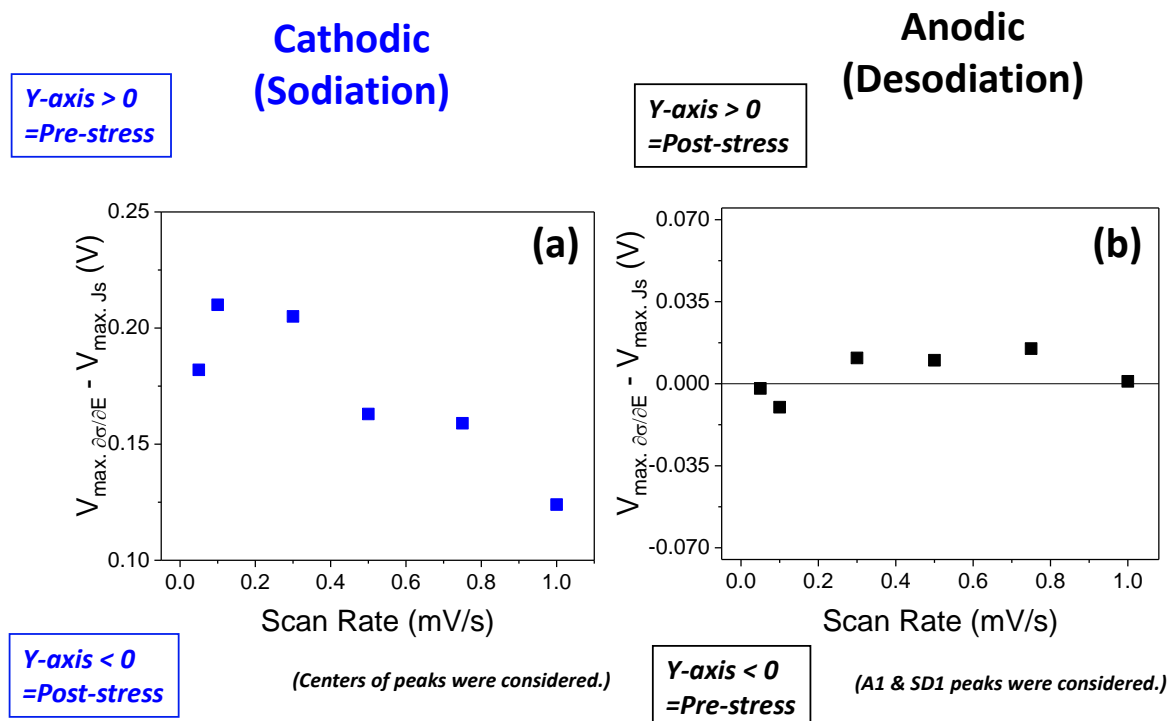 Cathodic
(Sodiation)
Y-axis > 0
=Pre-stress
(a)
0.25
0.20
0.15
0.10
V_max. ∂σ/∂E - V_max. Js (V)
0.0 0.2 0.4 0.6 0.8 1.0
Scan Rate (mV/s)
Y-axis < 0
=Post-stress
(Centers of peaks were considered.)
Anodic
(Desodiation)
Y-axis > 0
=Post-stress
(b)
0.070
0.035
0.000
-0.035
-0.070
V_max. ∂σ/∂E - V_max. Js (V)
0.0 0.2 0.4 0.6 0.8 1.0
Scan Rate (mV/s)
Y-axis < 0
=Pre-stress
(A1 & SD1 peaks were considered.)